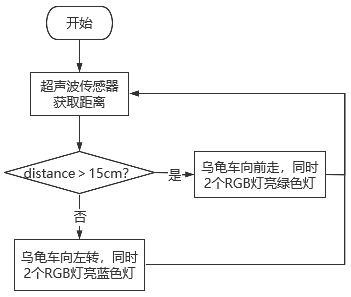 开始
超声波传感器
获取距离
distance > 15cm?
是
乌龟车向前走，同时
2个RGB灯亮绿色灯
否
乌龟车向左转，同时
2个RGB灯亮蓝色灯